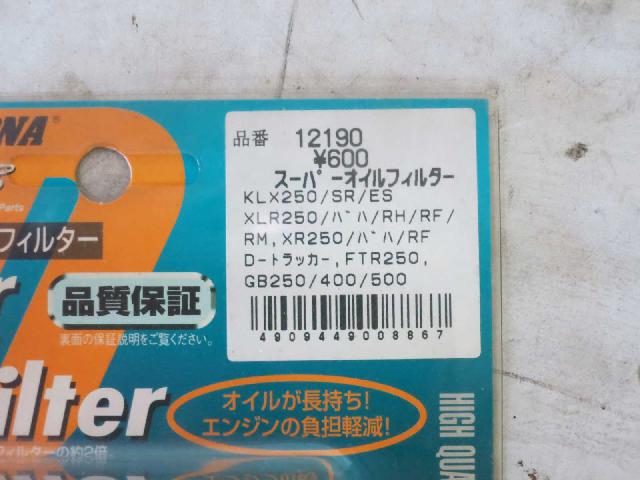 品番 12190
¥600
スーパーオイルフィルター
KLX250/SR/ES
XLR250/バハ/RH/RF/
RM,XR250/バハ/RF
D-トラッカー,FTR250,
GB250/400/500
4909449008867
Parts
フィルター
品質保証
裏面の保証説明をご覧ください。
ilter
オイルが長持ち!
エンジンの負担軽減!
フィルターの約2倍。
HIGH QUA